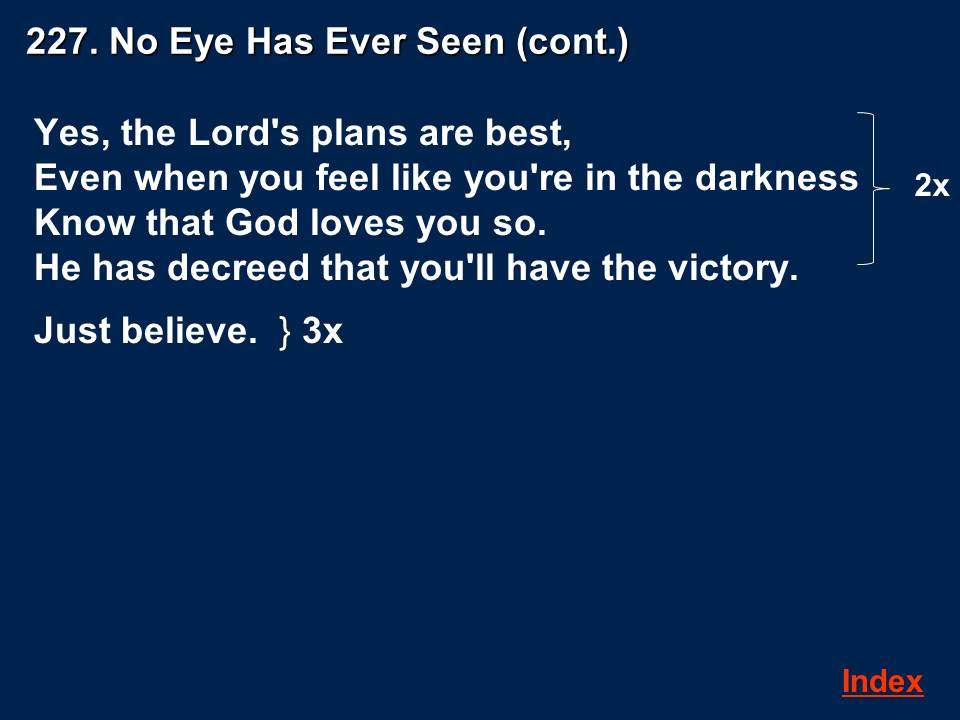 227. No Eye Has Ever Seen (cont.)
Yes, the Lord's plans are best,
Even when you feel like you're in the darkness
Know that God loves you so.
He has decreed that you'll have the victory.
2x
Just believe. } 3x
Index